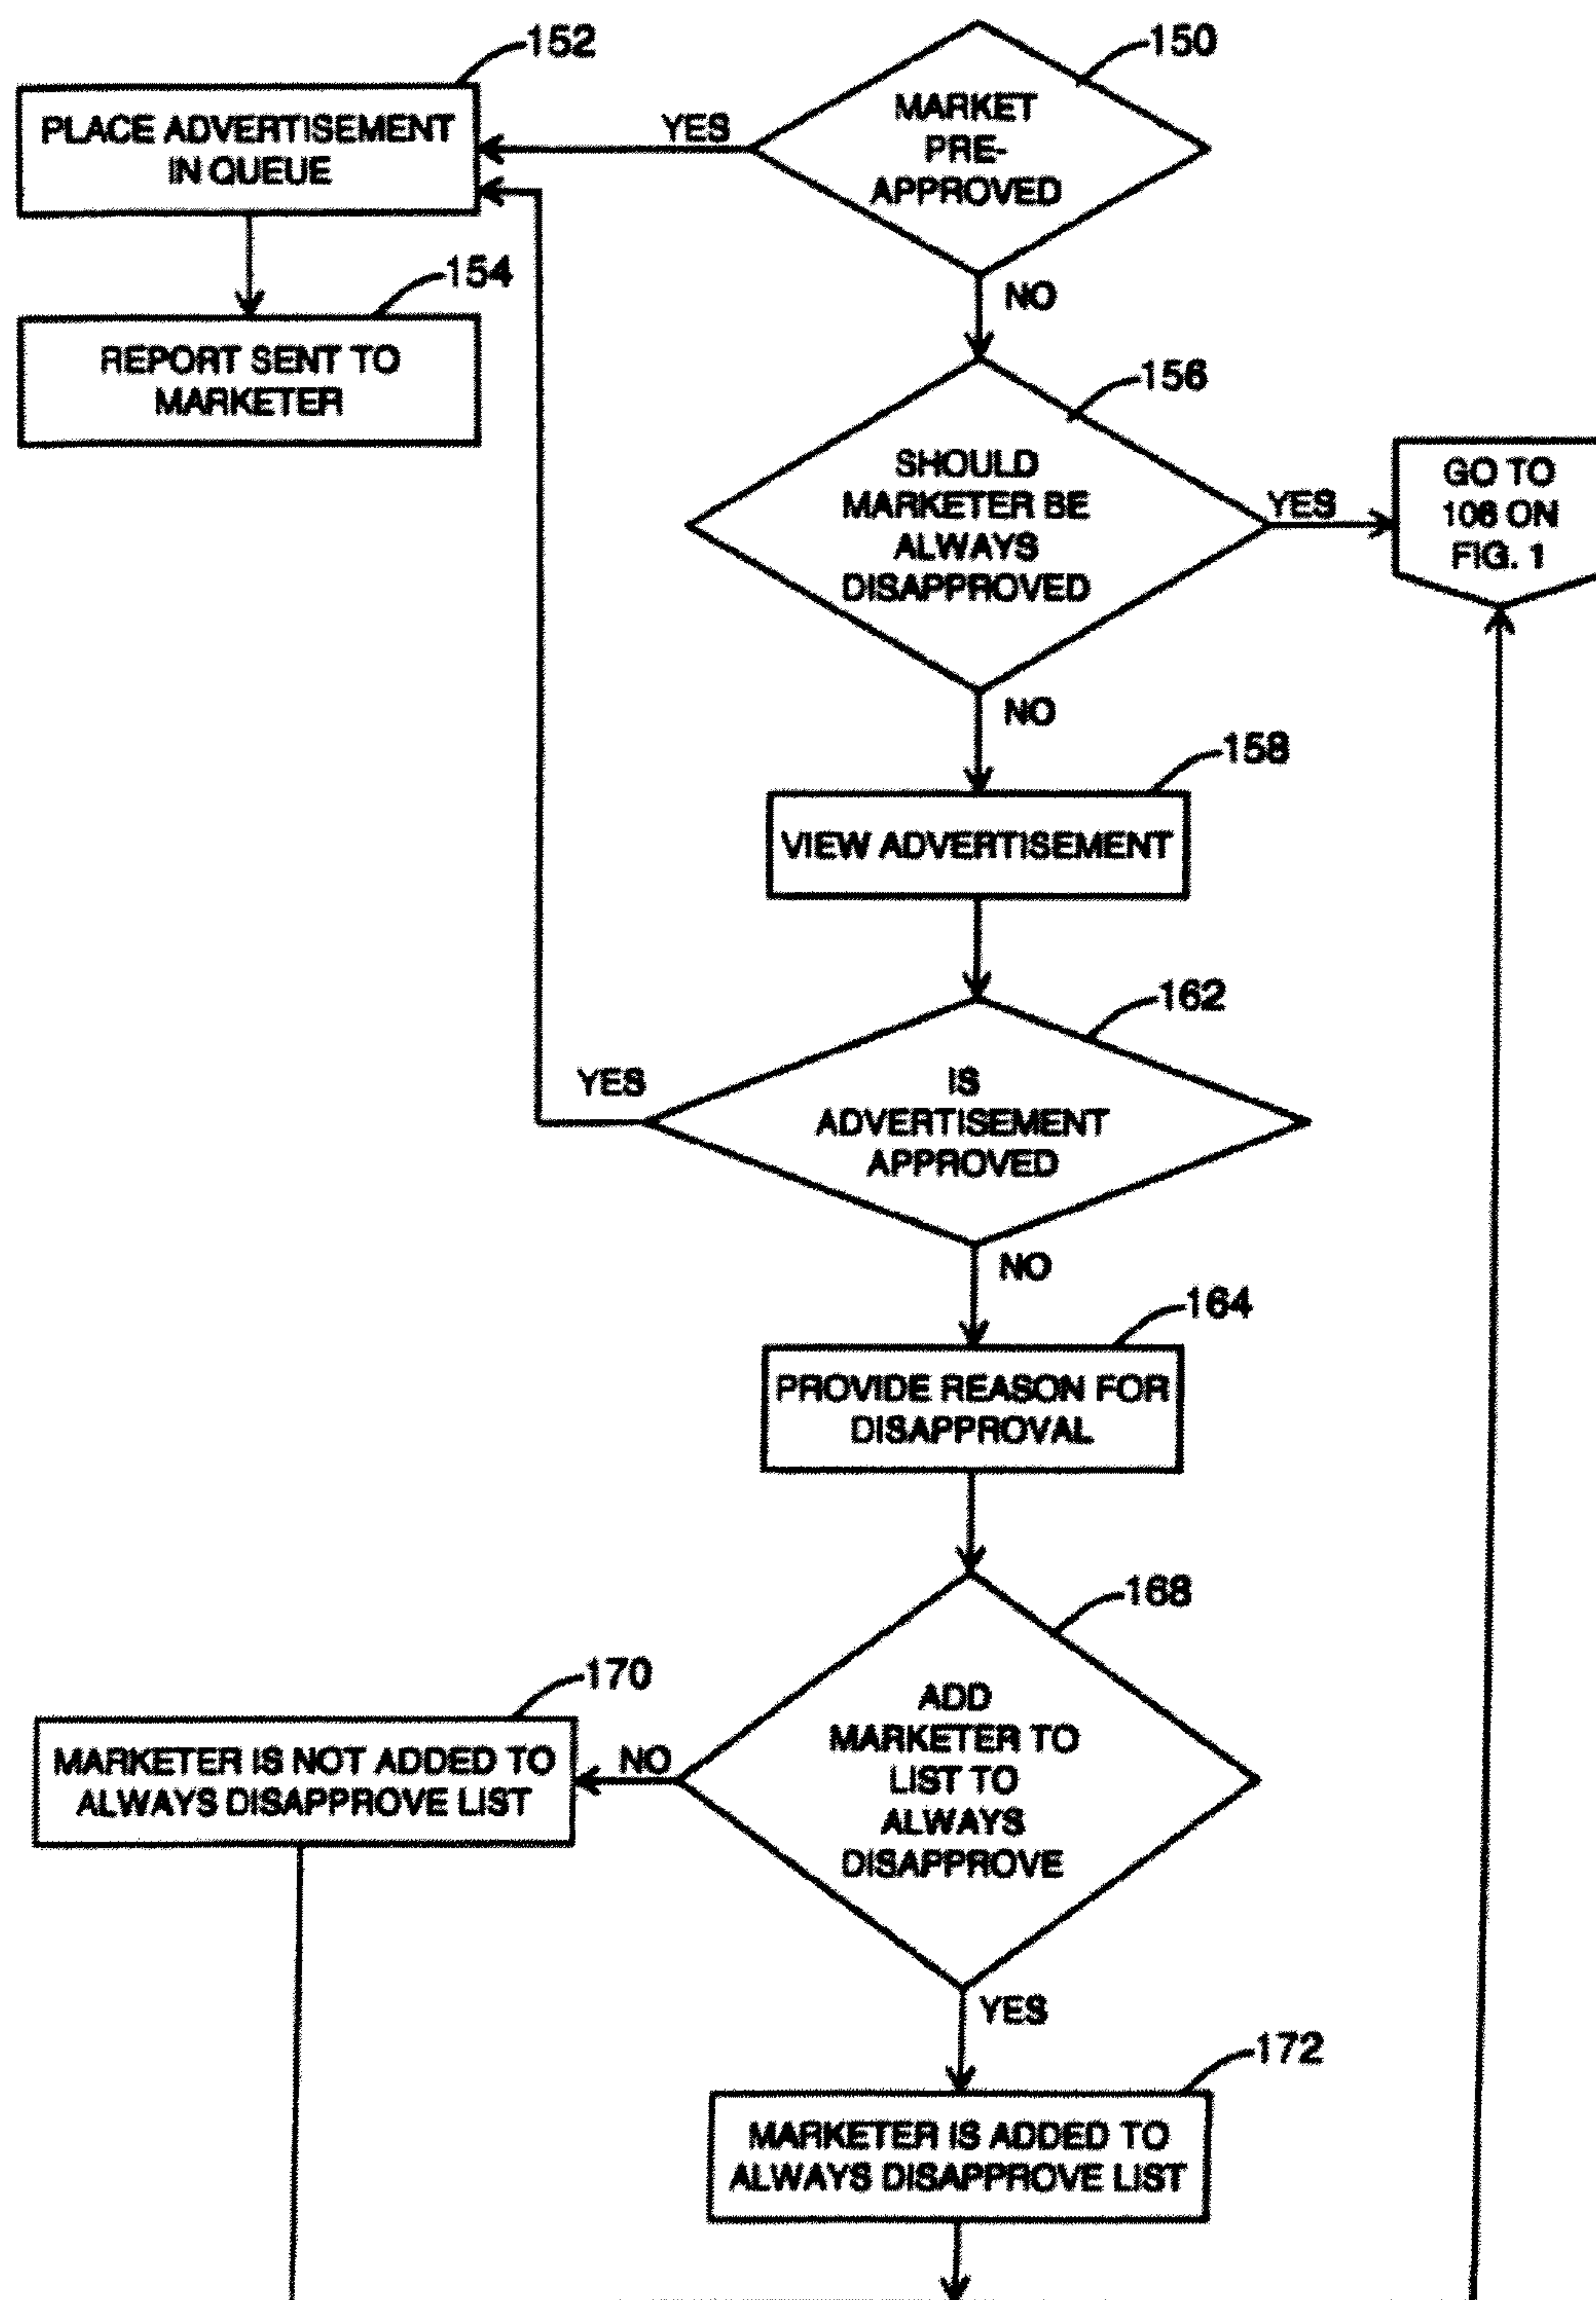 152
PLACE ADVERTISEMENT
IN QUEUE
YES
150
MARKET
PRE-
APPROVED
NO
154
REPORT SENT TO
MARKETER
156
SHOULD
MARKETER BE
ALWAYS
DISAPPROVED
YES
GO TO
106 ON
FIG. 1
NO
158
VIEW ADVERTISEMENT
162
YES
IS
ADVERTISEMENT
APPROVED
NO
164
PROVIDE REASON FOR
DISAPPROVAL
168
ADD
MARKETER TO
LIST TO
ALWAYS
DISAPPROVE
NO
170
MARKETER IS NOT ADDED TO
ALWAYS DISAPPROVE LIST
YES
172
MARKETER IS ADDED TO
ALWAYS DISAPPROVE LIST